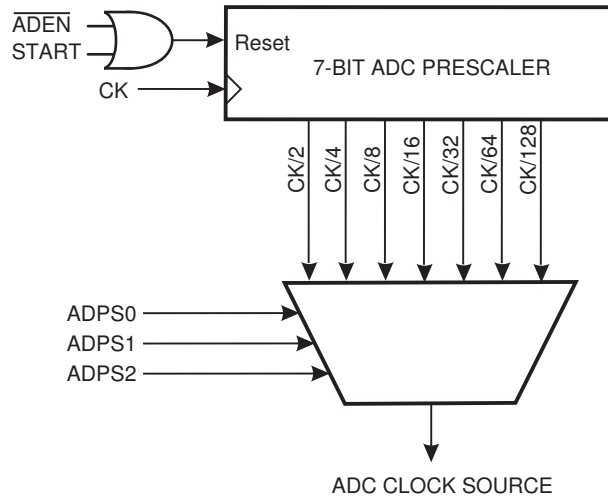 ADEN
START
Reset
7-BIT ADC PRESCALER
CK
CK/2
CK/4
CK/8
CK/16
CK/32
CK/64
CK/128
ADPS0
ADPS1
ADPS2
ADC CLOCK SOURCE